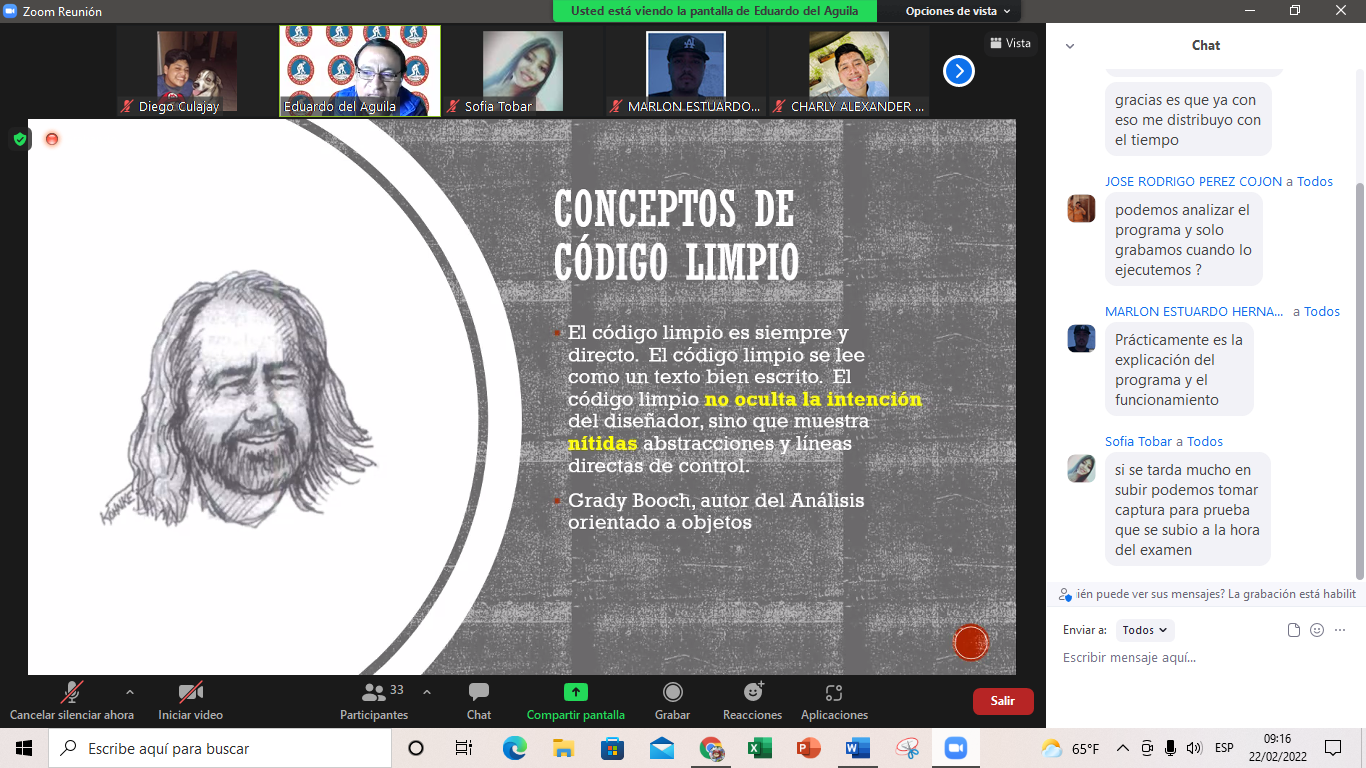 Zoom Reunión
Usted está viendo la pantalla de Eduardo del Aguila
Opciones de vista
Diego Culajay
Eduardo del Aguila
Sofia Tobar
MARLON ESTUARDO...
CHARLY ALEXANDER ...
Vista
CONCEPTOS DE
CÓDIGO LIMPIO
El código limpio es siempre y
directo. El código limpio se lee
como un texto bien escrito. El
código limpio no oculta la intención
del diseñador, sino que muestra
nítidas abstracciones y líneas
directas de control.
Grady Booch, autor del Análisis
orientado a objetos
Chat
gracias es que ya con
eso me distribuyo con
el tiempo
JOSE RODRIGO PEREZ COJON a Todos
podemos analizar el
programa y solo
grabamos cuando lo
ejecutemos ?
MARLON ESTUARDO HERNA... a Todos
Prácticamente es la
explicación del
programa y el
funcionamiento
Sofia Tobar a Todos
si se tarda mucho en
subir podemos tomar
captura para prueba
que se subio a la hora
del examen
ién puede ver sus mensajes? La grabación está habilit
Enviar a: Todos
Escribir mensaje aquí...
Cancelar silenciar ahora
Iniciar video
33
Participantes
Chat
Compartir pantalla
Grabar
Reacciones
Aplicaciones
Salir
Escribe aquí para buscar
65°F
ESP
09:16
22/02/2022